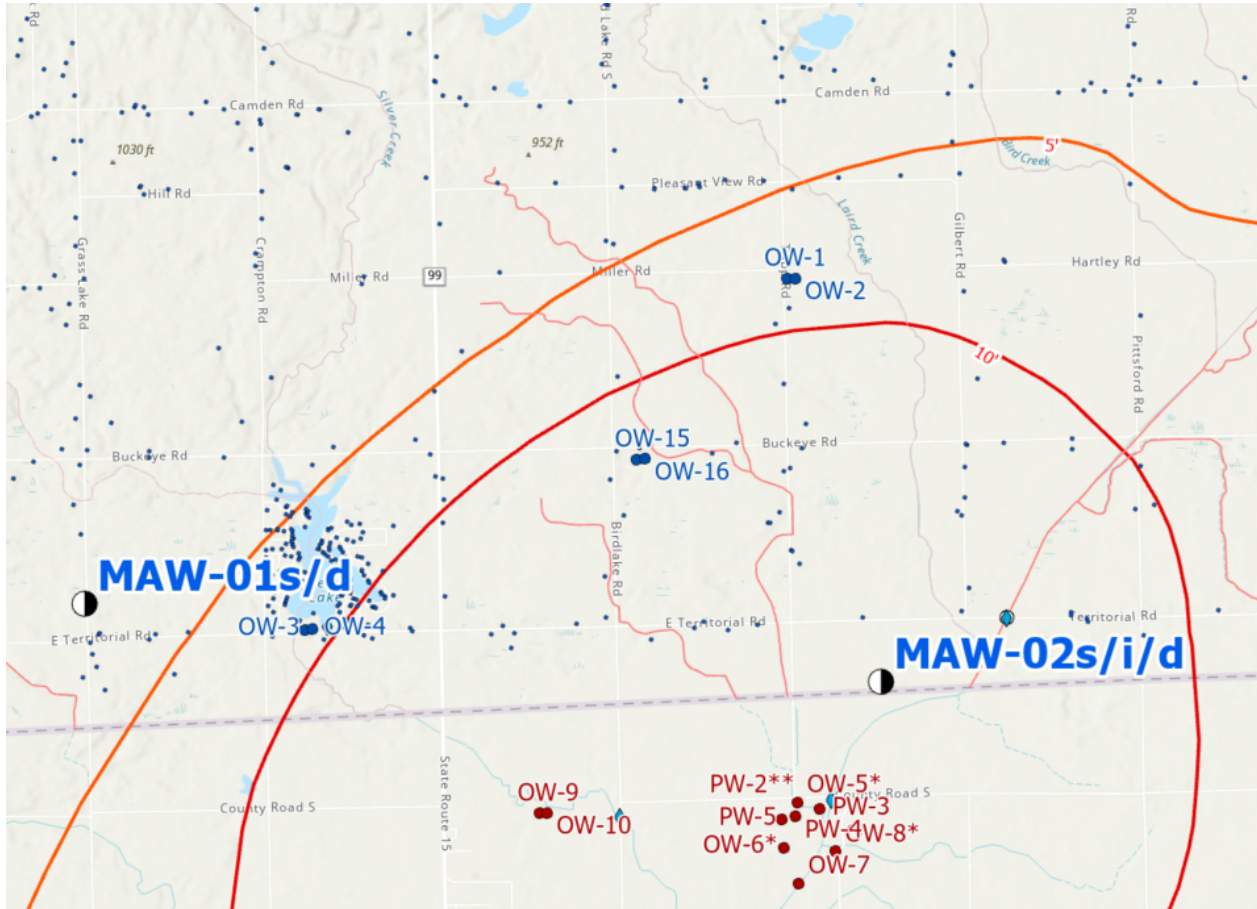 Camden Rd
Camden Rd
Silver Creek
1030 ft
952 ft
5'
Bird Creek
Hill Rd
Pleasant View Rd
Laird Creek
Gilbert Rd
Grass Lake Rd
Crampton Rd
Miller Rd
99
Miller Rd
OW-1
OW-2
Hartley Rd
10'
Pittsford Rd
Buckeye Rd
OW-15
OW-16
Buckeye Rd
MAW-01s/d
Lake
Birdlake Rd
OW-3
OW-4
E Territorial Rd
E Territorial Rd
Territorial Rd
MAW-02s/i/d
State Route 15
County Road S
OW-9
OW-10
PW-2**
OW-5*
County Road S
PW-5
PW-3
PW-4
OW-8*
OW-6*
OW-7